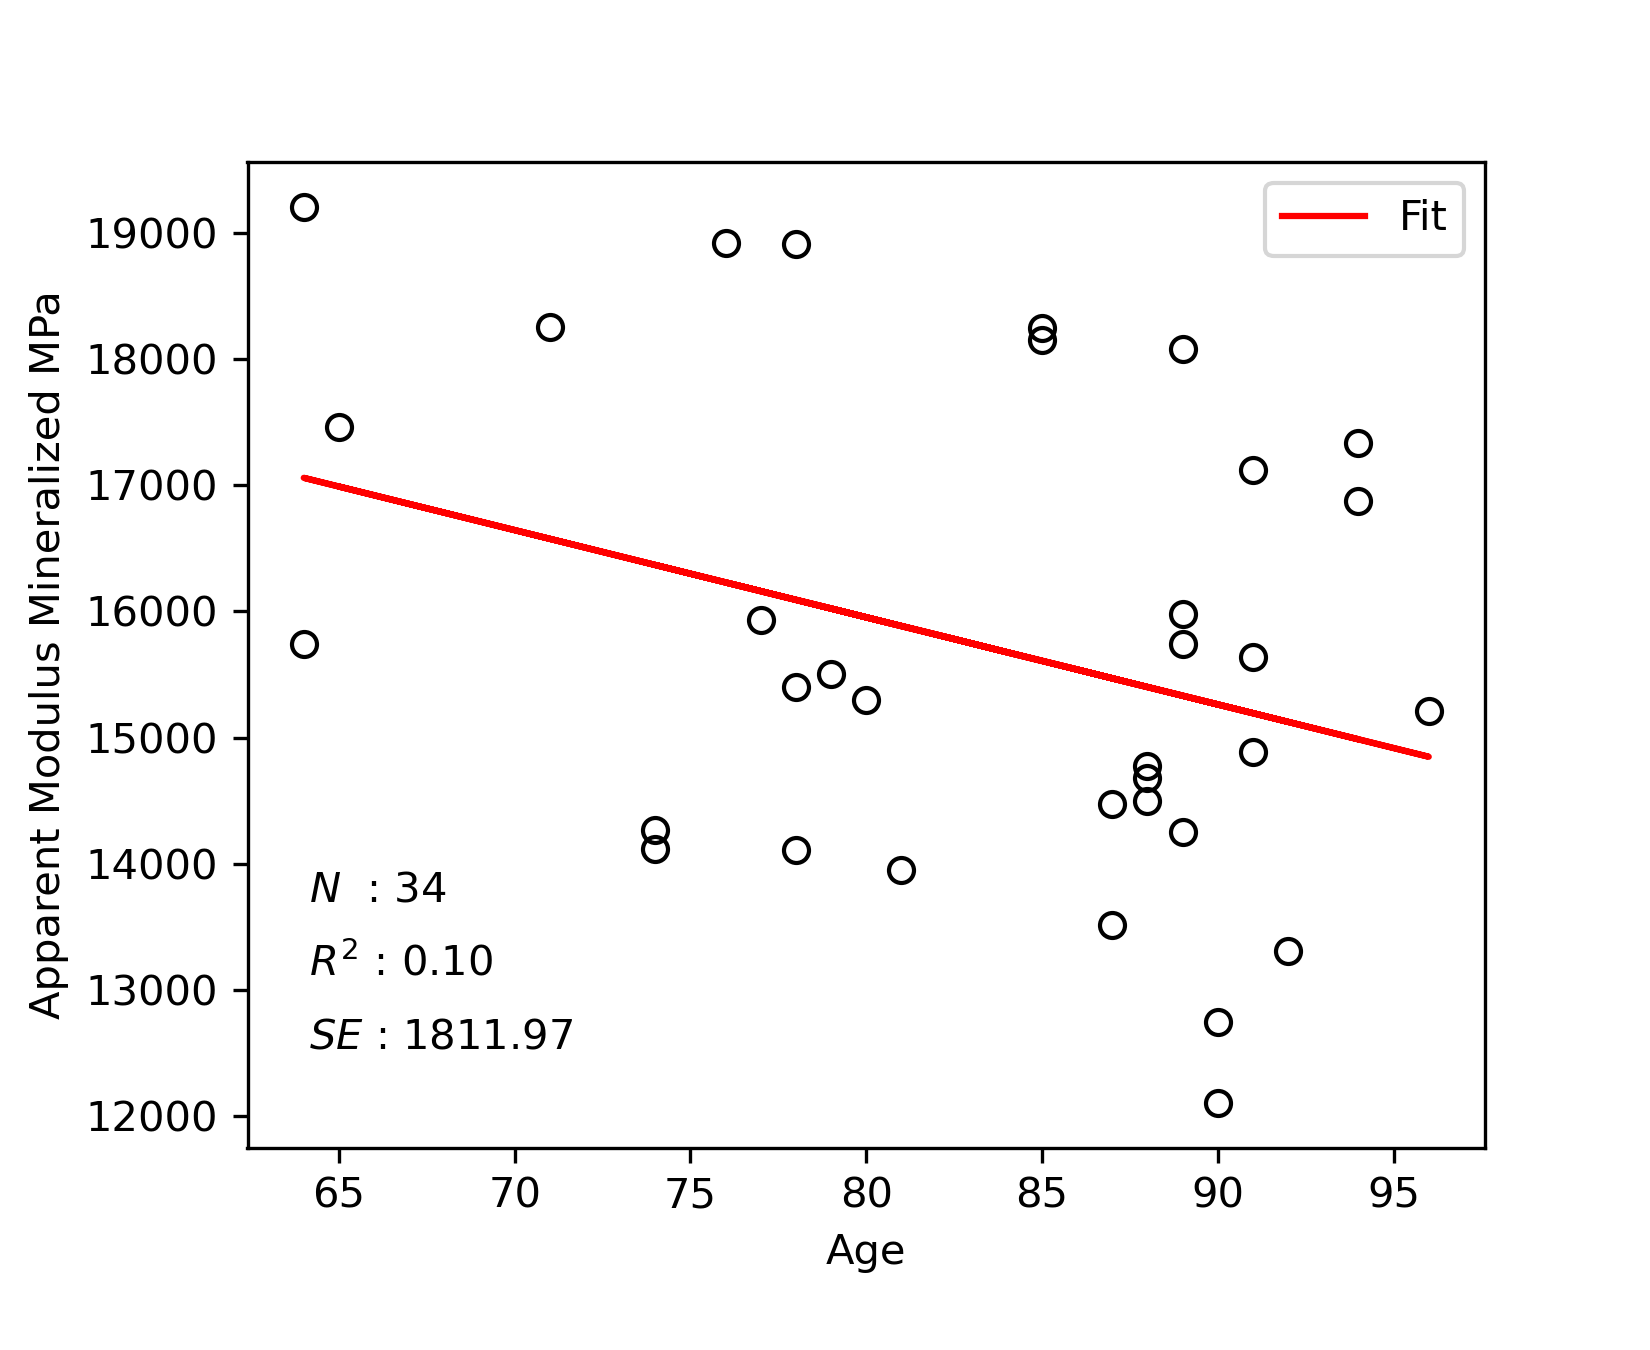 Fit
19000
18000
17000
16000
15000
14000
13000
12000
Apparent Modulus Mineralized MPa
N : 34
R² : 0.10
SE : 1811.97
65 70 75 80 85 90 95
Age